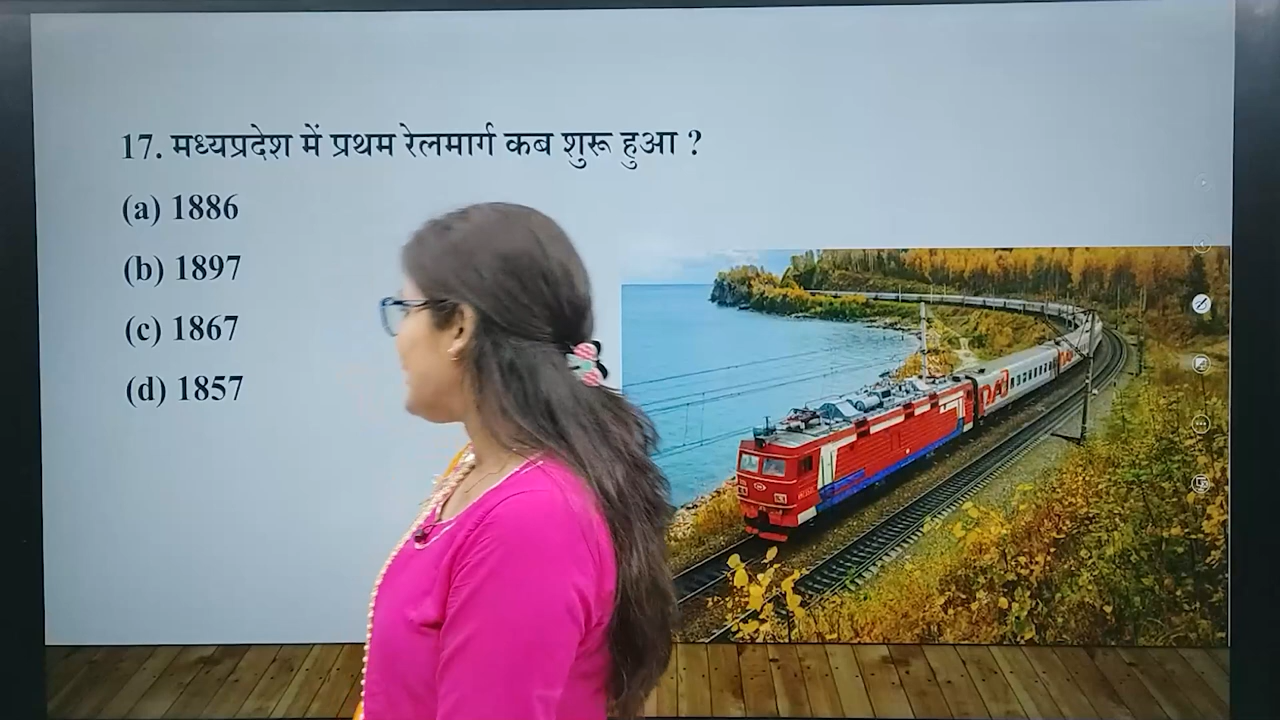 17. मध्यप्रदेश में प्रथम रेलमार्ग कब शुरू हुआ ?
(a) 1886
(b) 1897
(c) 1867
(d) 1857